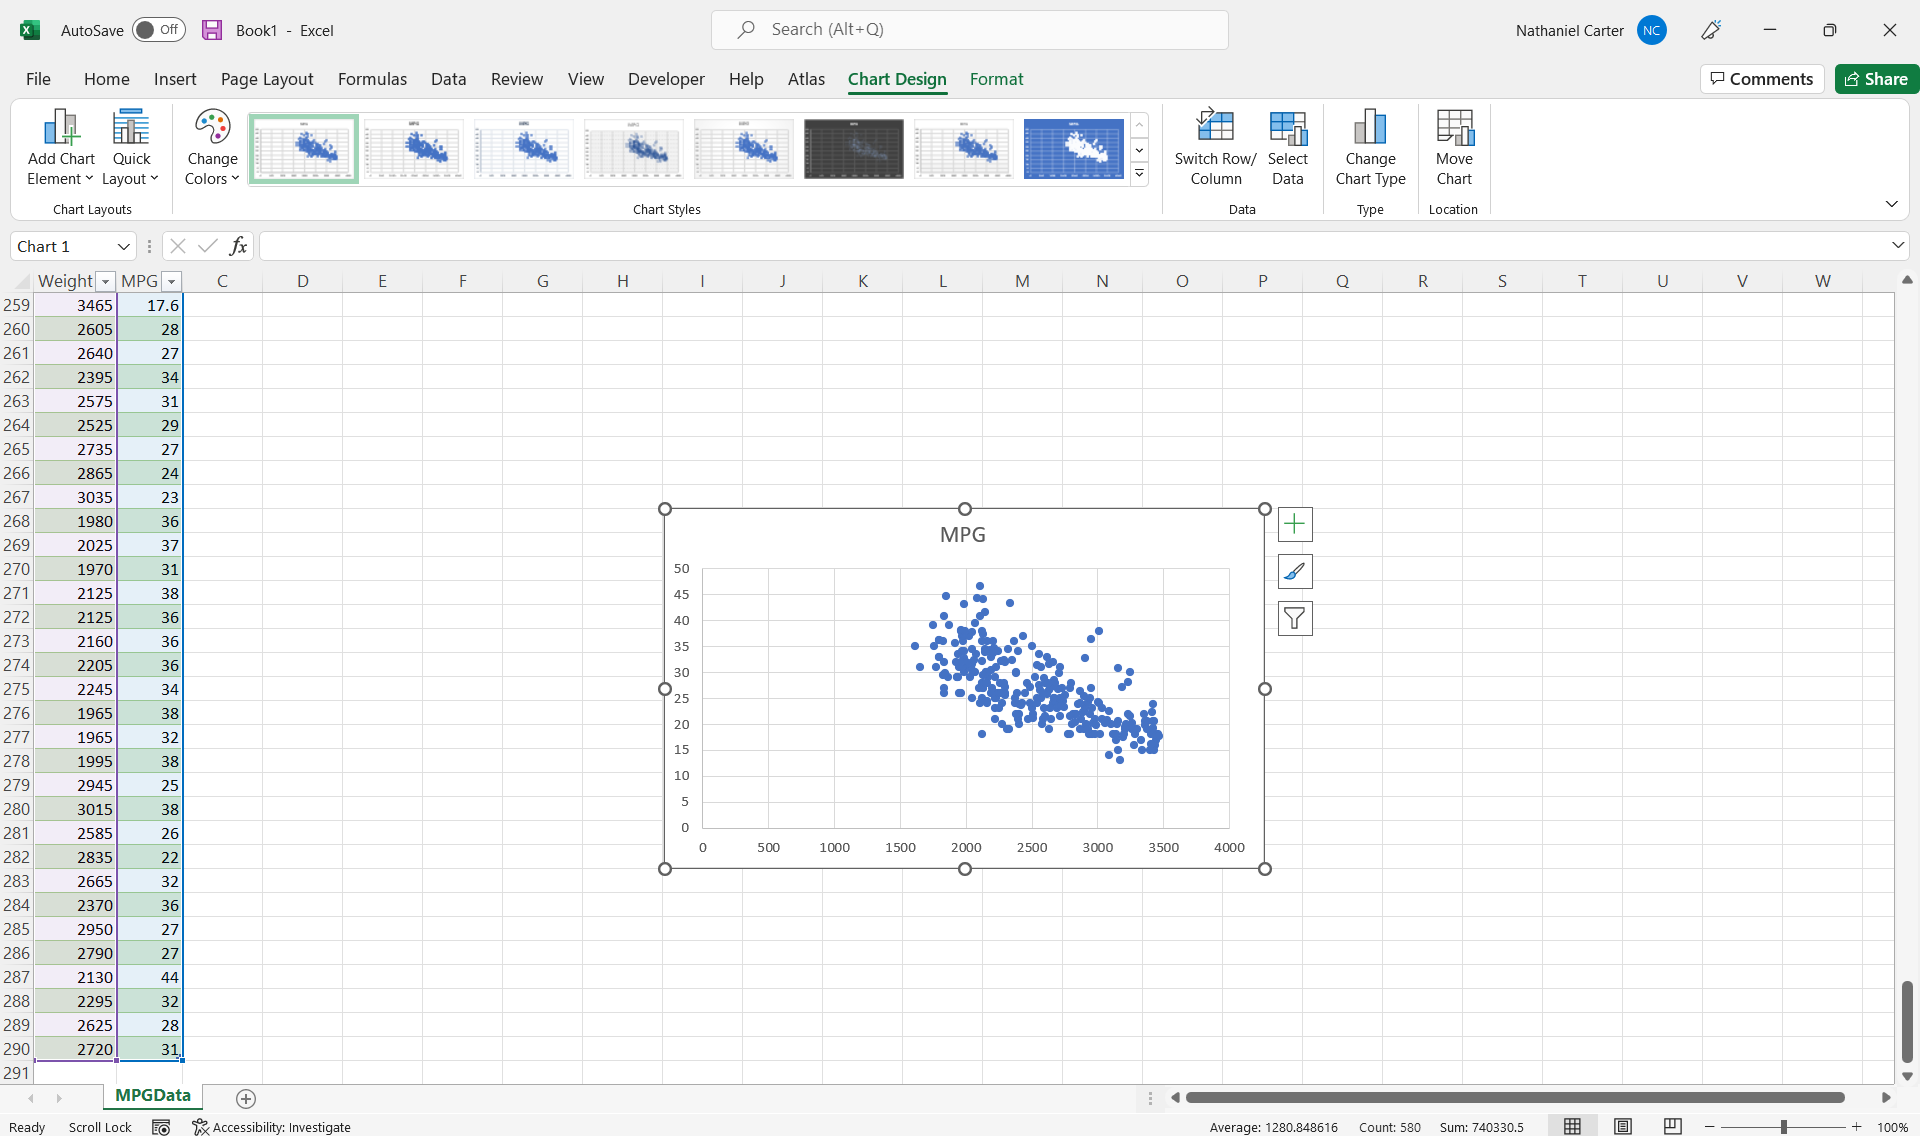 AutoSave Off Book1 - Excel Search (Alt+Q) Nathaniel Carter NC
File Home Insert Page Layout Formulas Data Review View Developer Help Atlas Chart Design Format Comments Share
Add Chart Element Quick Layout Change Colors Switch Row/ Column Select Data Change Chart Type Move Chart
Chart Layouts Chart Styles Data Type Location
Chart 1 fx
Weight MPG C D E F G H I J K L M N O P Q R S T U V W
259 3465 17.6
260 2605 28
261 2640 27
262 2395 34
263 2575 31
264 2525 29
265 2735 27
266 2865 24
267 3035 23
268 1980 36
269 2025 37
270 1970 31
271 2125 38
272 2125 36
273 2160 36
274 2205 36
275 2245 34
276 1965 38
277 1965 32
278 1995 38
279 2945 25
280 3015 38
281 2585 26
282 2835 22
283 2665 32
284 2370 36
285 2950 27
286 2790 27
287 2130 44
288 2295 32
289 2625 28
290 2720 31
291
MPG
50
45
40
35
30
25
20
15
10
5
0
0 500 1000 1500 2000 2500 3000 3500 4000
MPGData
Ready Scroll Lock Accessibility: Investigate Average: 1280.848616 Count: 580 Sum: 740330.5 100%